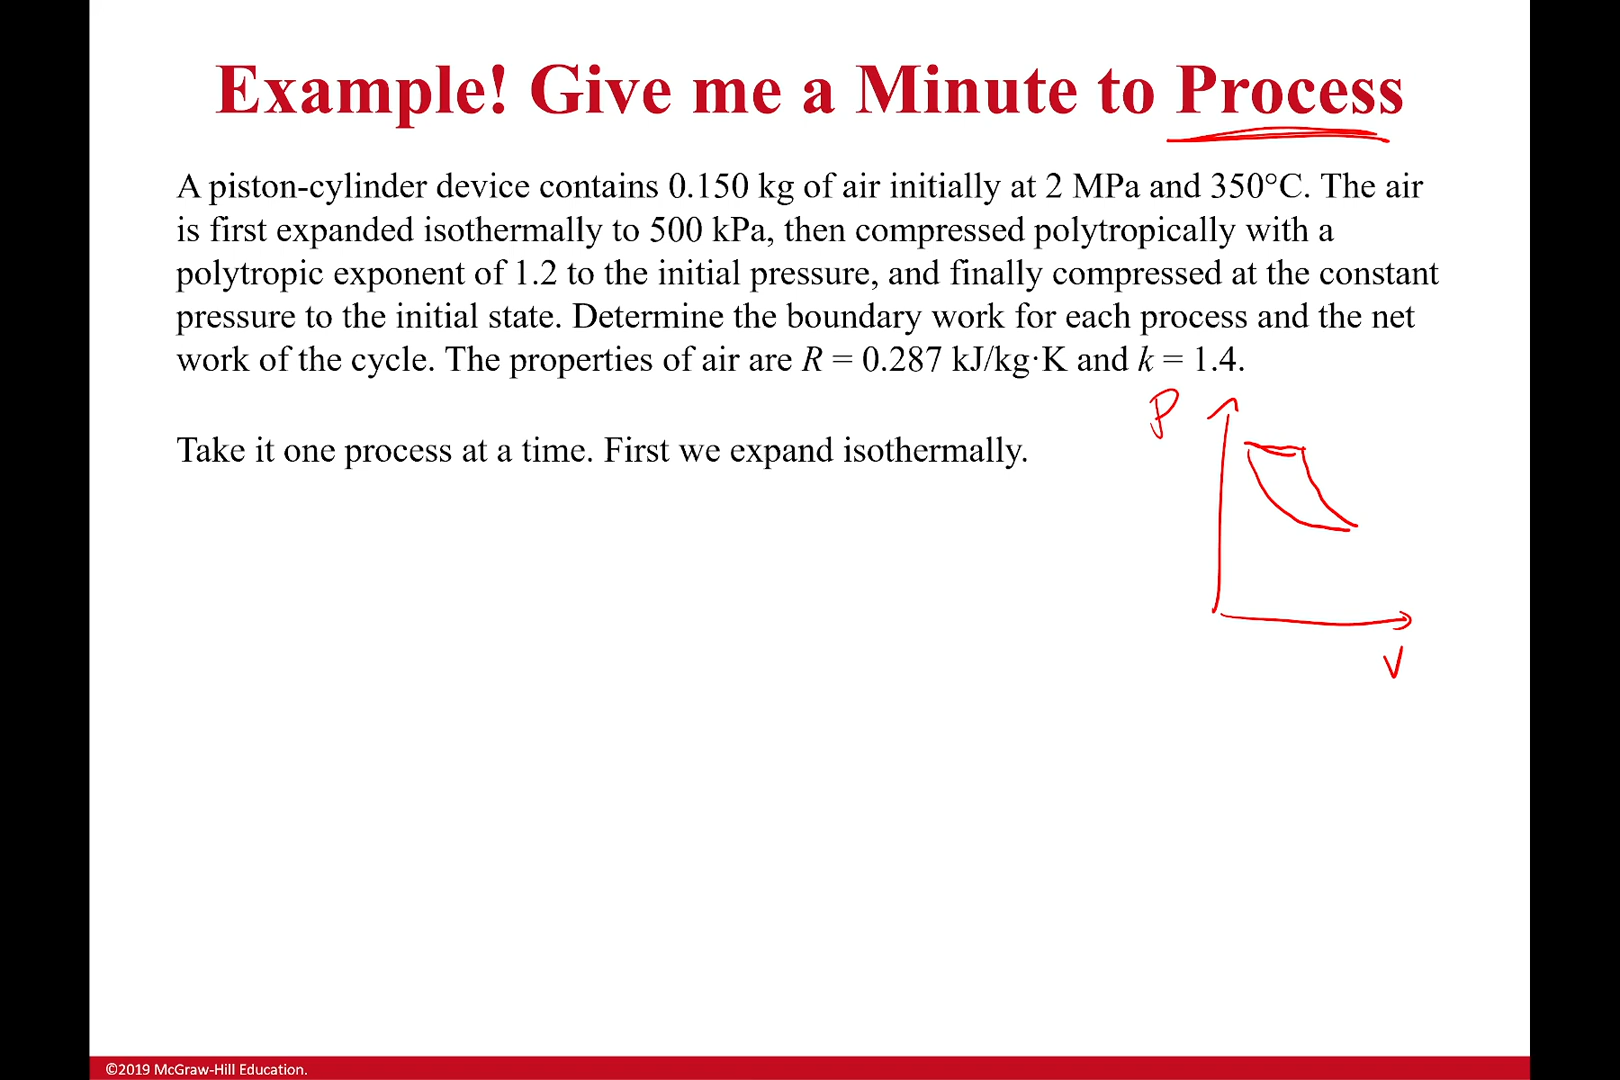 Example! Give me a Minute to Process
A piston-cylinder device contains 0.150 kg of air initially at 2 MPa and 350°C. The air
is first expanded isothermally to 500 kPa, then compressed polytropically with a
polytropic exponent of 1.2 to the initial pressure, and finally compressed at the constant
pressure to the initial state. Determine the boundary work for each process and the net
work of the cycle. The properties of air are R = 0.287 kJ/kg·K and k = 1.4.
P
Take it one process at a time. First we expand isothermally.
V
©2019 McGraw-Hill Education.